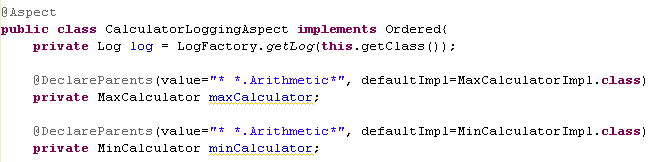 @Aspect
public class CalculatorLoggingAspect implements Ordered{
    private Log log = LogFactory.getLog(this.getClass());
    @DeclareParents(value="* *.Arithmetic*", defaultImpl=MaxCalculatorImpl.class)
    private MaxCalculator maxCalculator;
    @DeclareParents(value="* *.Arithmetic*", defaultImpl=MinCalculatorImpl.class)
    private MinCalculator minCalculator;